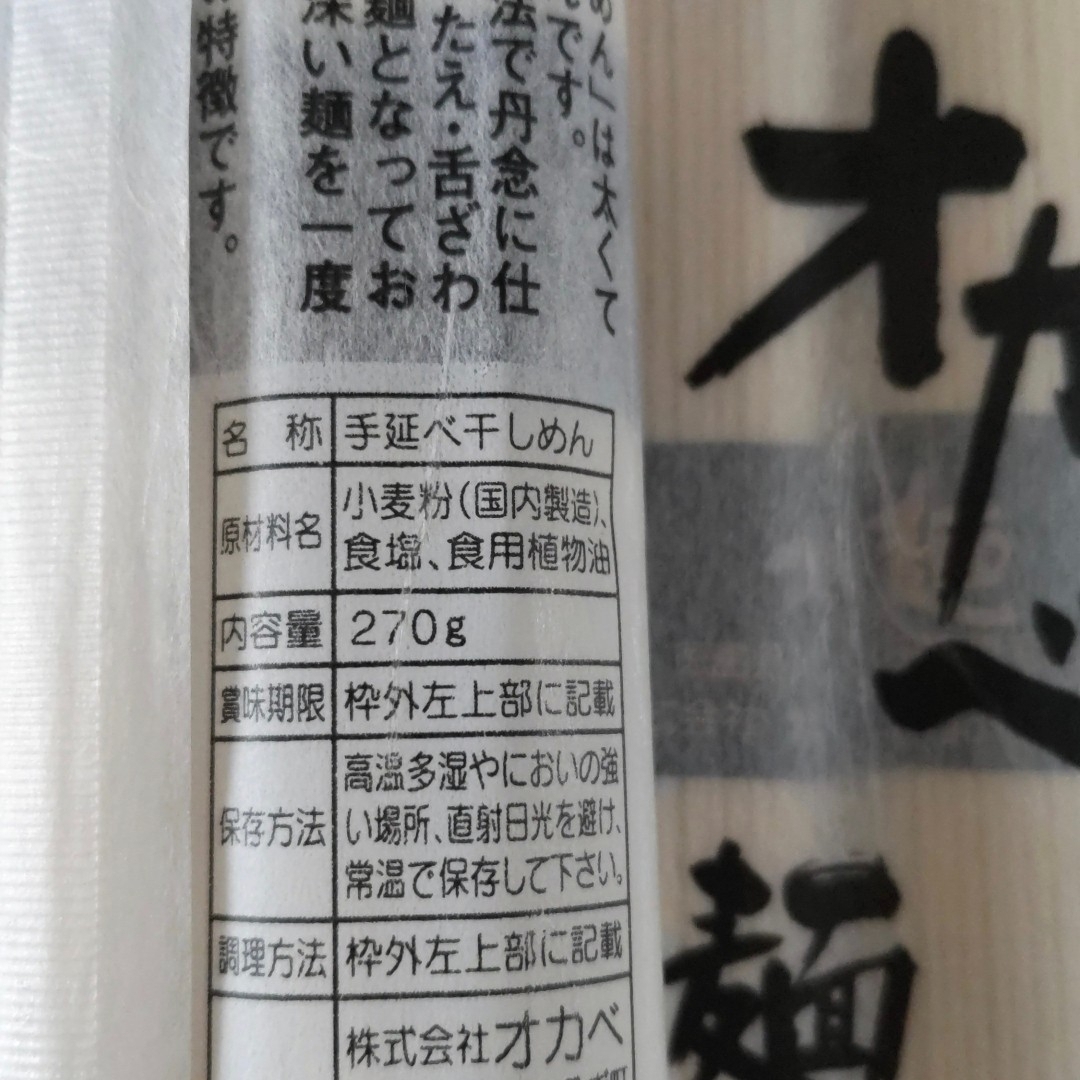 めん」は太くて
んです。
法で丹念に仕
たえ・舌ざわ
麺となってお
深い麺を一度
特徴です。
オカベ
麺
名称 手延べ干しめん
原材料名 小麦粉(国内製造)、
食塩、食用植物油
内容量 270g
賞味期限 枠外左上部に記載
保存方法 高温多湿やにおいの強
い場所、直射日光を避け、
常温で保存して下さい。
調理方法 枠外左上部に記載
株式会社オカベ